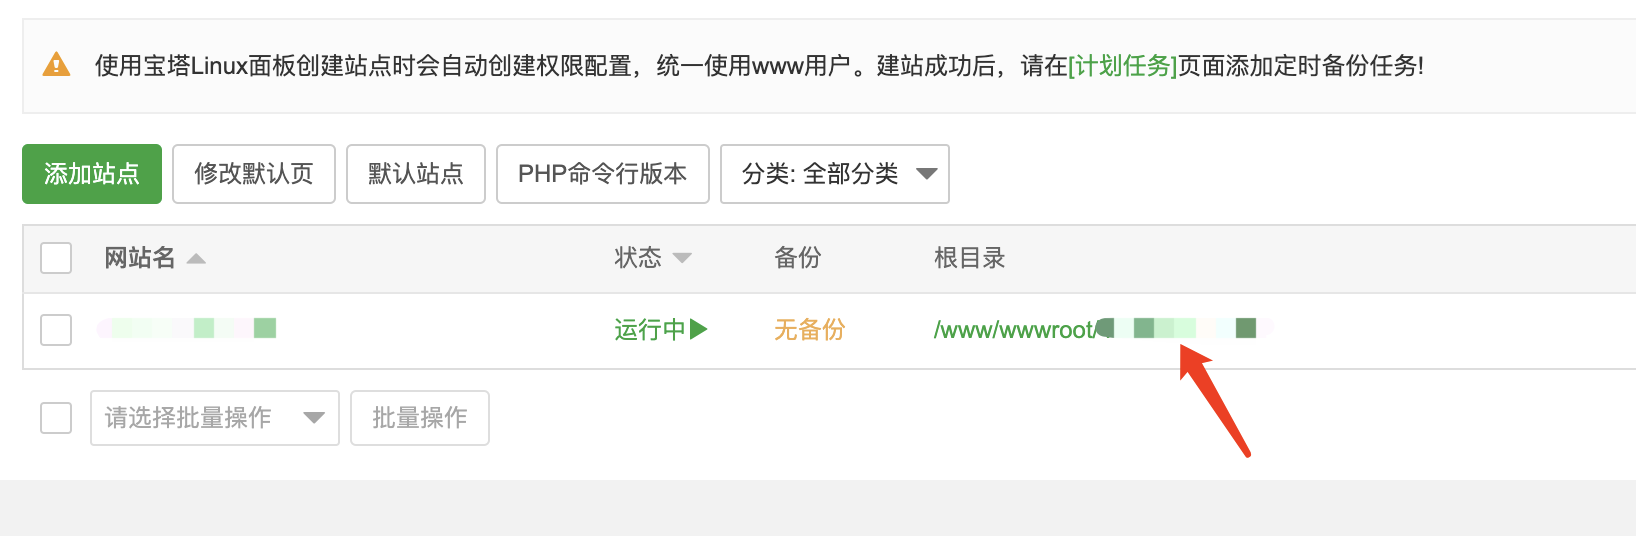 使用宝塔Linux面板创建站点时会自动创建权限配置，统一使用www用户。建站成功后，请在[计划任务]页面添加定时备份任务!
添加站点 修改默认页 默认站点 PHP命令行版本 分类: 全部分类
网站名 状态 备份 根目录
运行中 无备份 /www/wwwroot/
请选择批量操作 批量操作